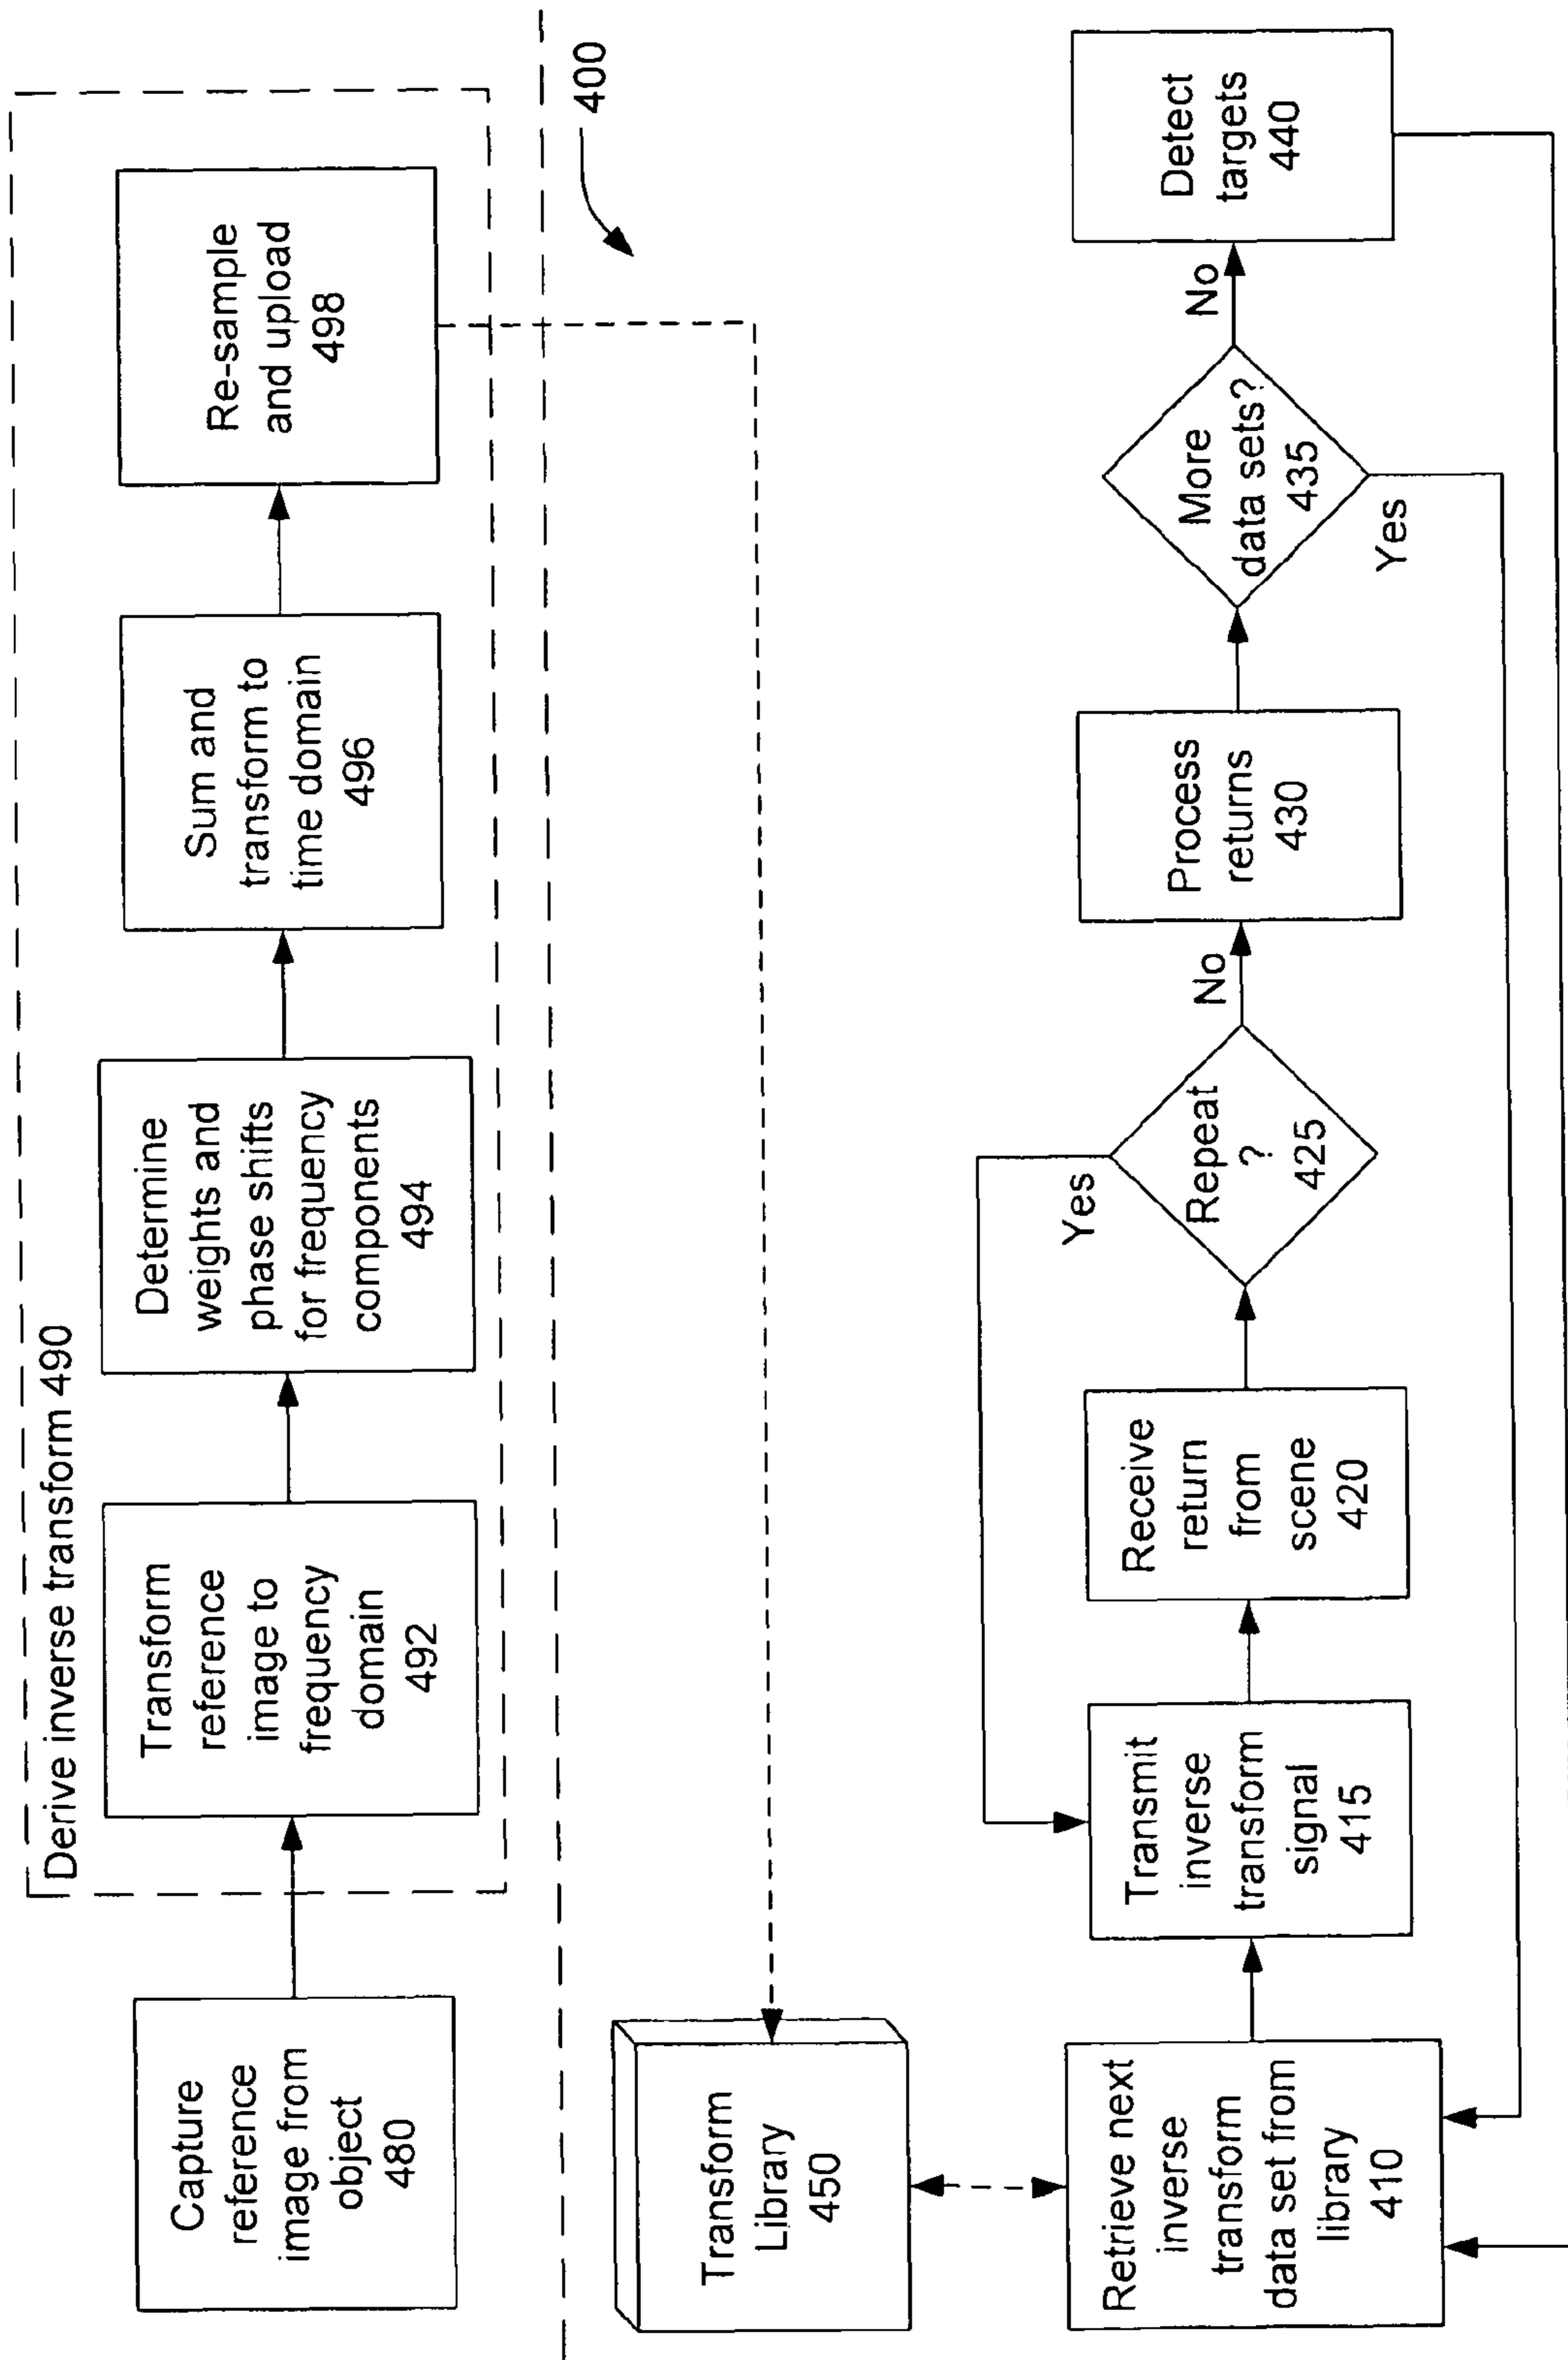 Derive inverse transform 490
Capture
reference
image from
object
480
Transform
reference
image to
frequency
domain
492
Determine
weights and
phase shifts
for frequency
components
494
Sum and
transform to
time domain
496
Re-sample
and upload
498
400
Transform
Library
450
Retrieve next
inverse
transform
data set from
library
410
Transmit
inverse
transform
signal
415
Receive
return
from
scene
420
Yes
Repeat
?
425
No
Process
returns
430
More
data sets?
435
Yes
No
Detect
targets
440